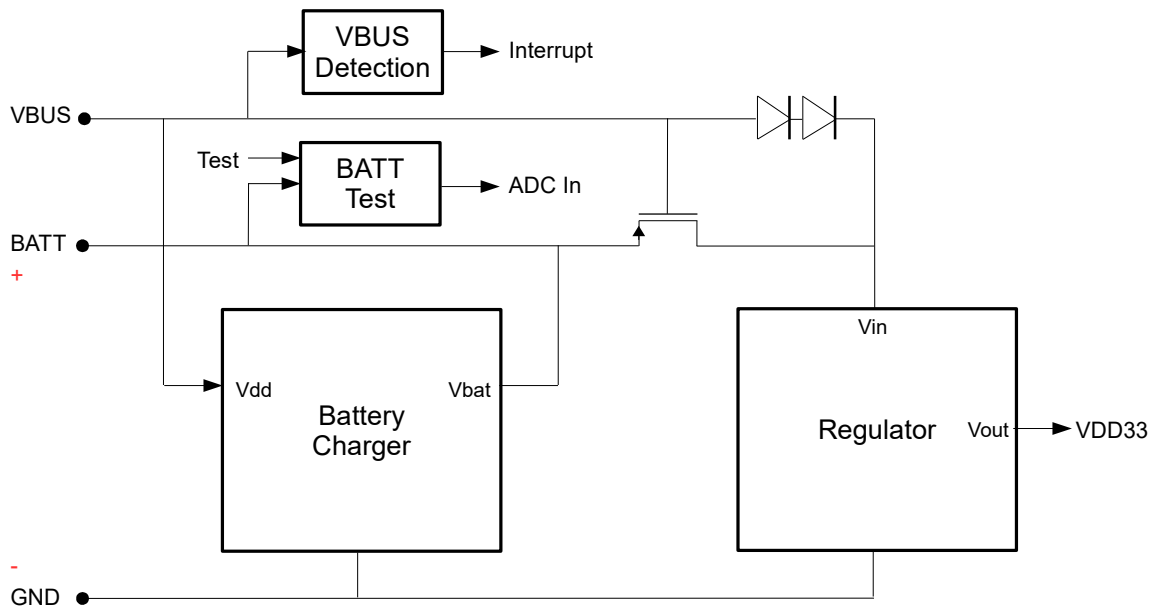 VBUS
Detection
Interrupt
VBUS
Test
BATT
Test
ADC In
BATT
+
Vin
Vdd
Vbat
Battery
Charger
Regulator
Vout
VDD33
-
GND